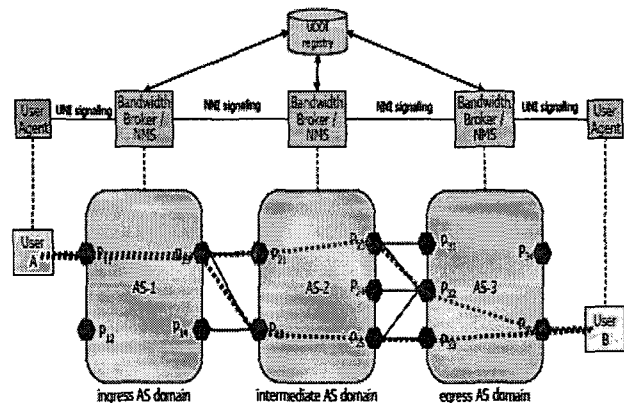 UDDI
registry
User
Agent
UNI signaling
Bandwidth
Broker /
NMS
NNI signaling
Bandwidth
Broker /
NMS
NNI signaling
Bandwidth
Broker /
NMS
UNI signaling
User
Agent
User
A
P11
AS-1
P12
P14
P21
AS-2
P31
P32
P33
AS-3
User
B
ingress AS domain
intermediate AS domain
egress AS domain